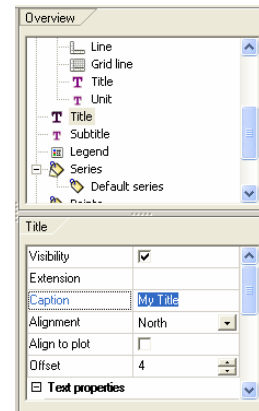 Overview
Line
Grid line
Title
Unit
Title
Subtitle
Legend
Series
Default series
Points
Title
Visibility
Extension
Caption My Title
Alignment North
Align to plot
Offset 4
Text properties